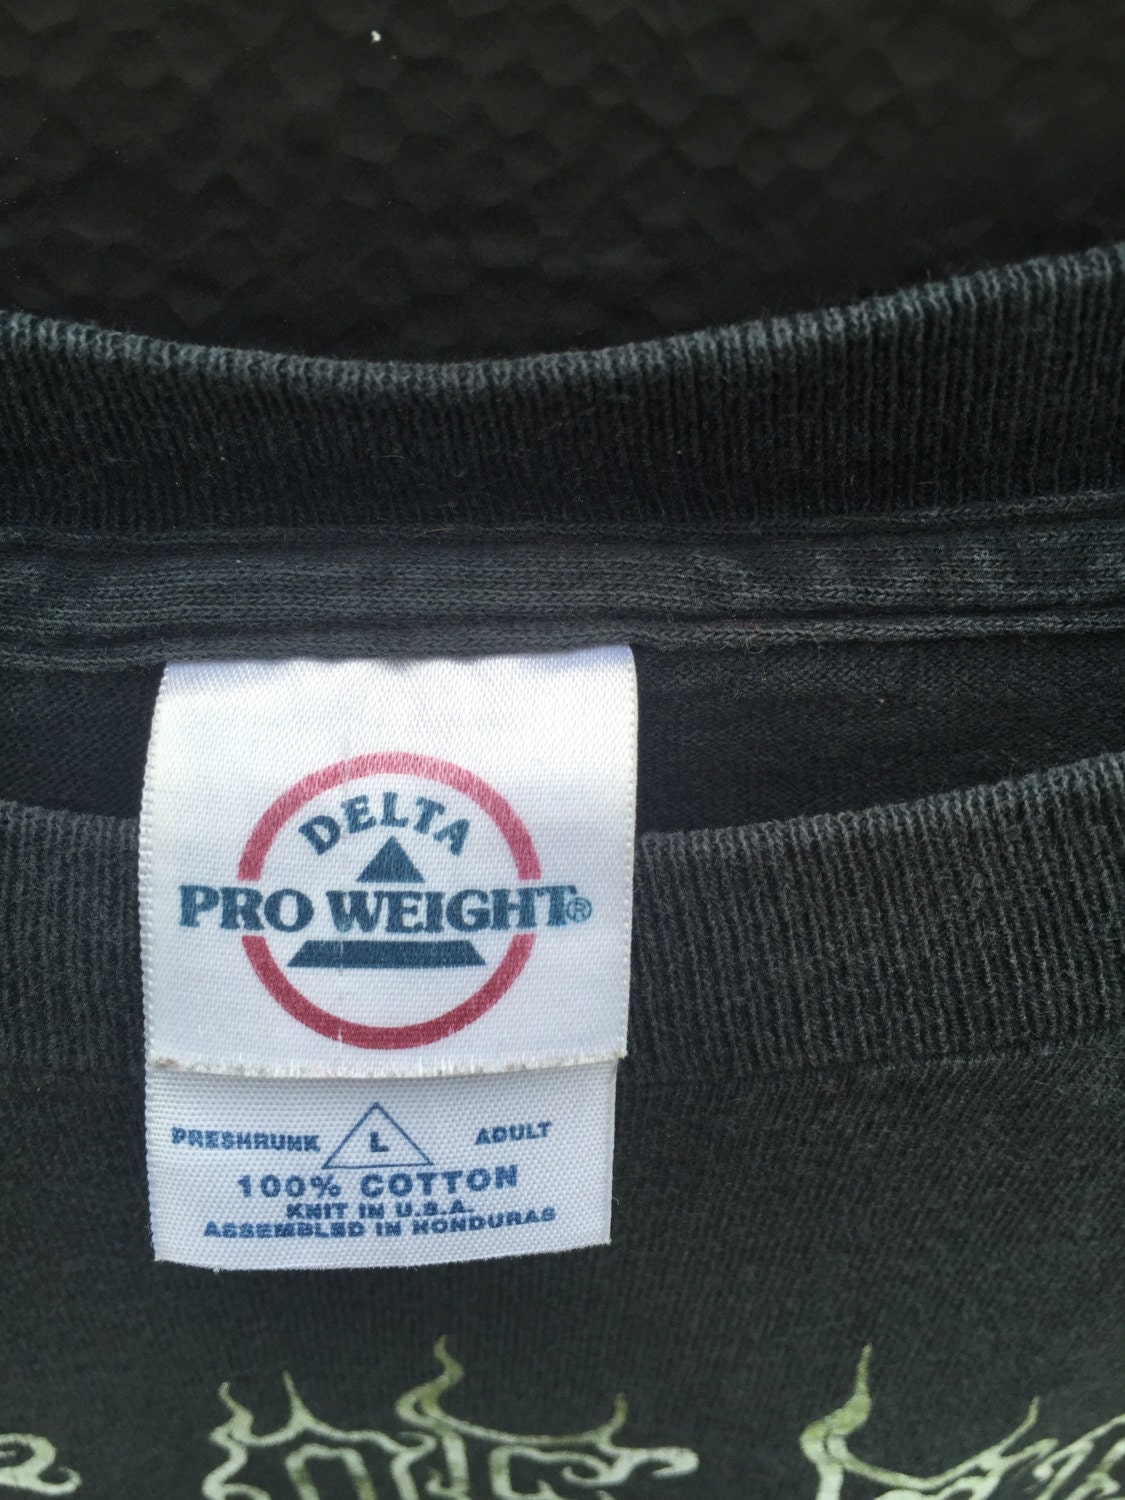 DELTA
PRO WEIGHT®
PRESHRUNK L ADULT
100% COTTON
KNIT IN U.S.A.
ASSEMBLED IN HONDURAS